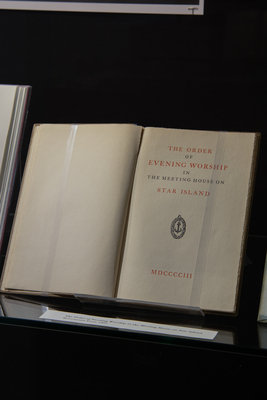 THE ORDER
OF
EVENING WORSHIP
IN
THE MEETING HOUSE ON
STAR ISLAND
MDCCCCIII